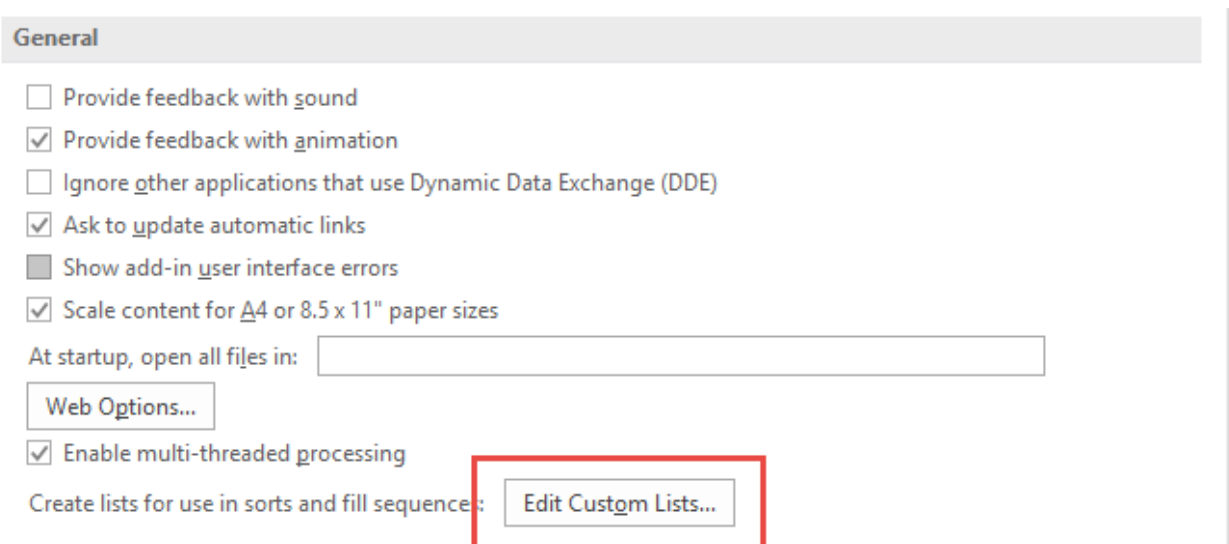 General
Provide feedback with sound
Provide feedback with animation
Ignore other applications that use Dynamic Data Exchange (DDE)
Ask to update automatic links
Show add-in user interface errors
Scale content for A4 or 8.5 x 11" paper sizes
At startup, open all files in:
Web Options...
Enable multi-threaded processing
Create lists for use in sorts and fill sequences: Edit Custom Lists...